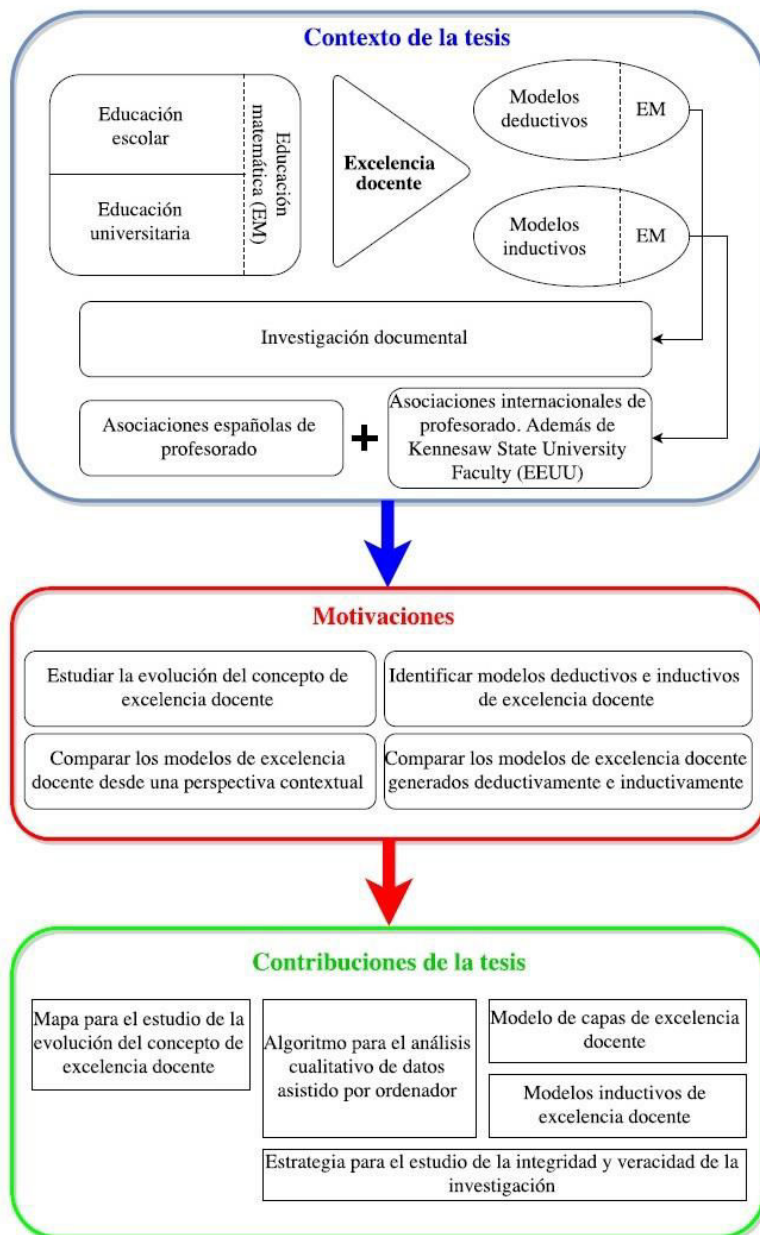 Contexto de la tesis
Educación
escolar
Educación
universitaria
Educación
matemática (EM)
Excelencia
docente
Modelos
deductivos
EM
Modelos
inductivos
EM
Investigación documental
Asociaciones españolas de
profesorado
+
Asociaciones internacionales de
profesorado. Además de
Kennesaw State University
Faculty (EEUU)
Motivaciones
Estudiar la evolución del concepto de
excelencia docente
Identificar modelos deductivos e inductivos
de excelencia docente
Comparar los modelos de excelencia
docente desde una perspectiva contextual
Comparar los modelos de excelencia docente
generados deductivamente e inductivamente
Contribuciones de la tesis
Mapa para el estudio de la
evolución del concepto de
excelencia docente
Algoritmo para el análisis
cualitativo de datos
asistido por ordenador
Modelo de capas de excelencia
docente
Modelos inductivos de
excelencia docente
Estrategia para el estudio de la integridad y veracidad de la
investigación